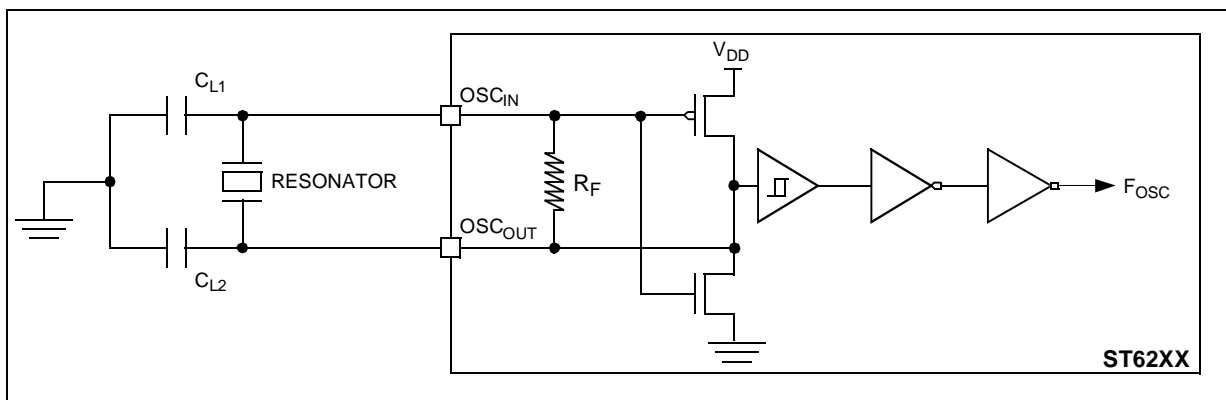 V_DD
C_L1
OSC_IN
RESONATOR
R_F
F_OSC
OSC_OUT
C_L2
ST62XX